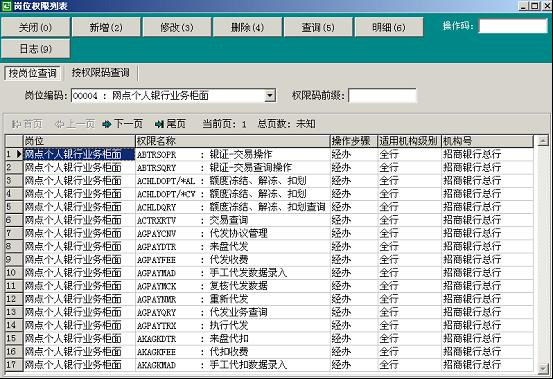 岗位权限列表
关闭(0) 新增(2) 修改(3) 删除(4) 查询(5) 明细(6) 操作码:
日志(9)
按岗位查询 按权限码查询
岗位编码: 00004 : 网点个人银行业务柜面 权限码前缀:
首页 上一页 下一页 尾页 当前页: 1 总页数: 未知
岗位 权限名称 操作步骤 适用机构级别 机构号
1 网点个人银行业务柜面 ABTRSOPR : 银证-交易操作 经办 全行 招商银行总行
2 网点个人银行业务柜面 ABTRSQRY : 银证-交易查询操作 经办 全行 招商银行总行
3 网点个人银行业务柜面 ACHLDOPT/*AL : 额度冻结、解冻、扣划 经办 全行 招商银行总行
4 网点个人银行业务柜面 ACHLDOPT/*CV : 额度冻结、解冻、扣划 经办 全行 招商银行总行
5 网点个人银行业务柜面 ACHLDQRY : 额度冻结、解冻、扣划查询 经办 全行 招商银行总行
6 网点个人银行业务柜面 ACTRXRTV : 交易查询 经办 全行 招商银行总行
7 网点个人银行业务柜面 AGPAYCNV : 代发协议管理 经办 全行 招商银行总行
8 网点个人银行业务柜面 AGPAYDTR : 来盘代发 经办 全行 招商银行总行
9 网点个人银行业务柜面 AGPAYFEE : 代发收费 经办 全行 招商银行总行
10 网点个人银行业务柜面 AGPAYMAD : 手工代发数据录入 经办 全行 招商银行总行
11 网点个人银行业务柜面 AGPAYMCK : 复核代发数据 经办 全行 招商银行总行
12 网点个人银行业务柜面 AGPAYNMR : 重新代发 经办 全行 招商银行总行
13 网点个人银行业务柜面 AGPAYQRY : 代发业务查询 经办 全行 招商银行总行
14 网点个人银行业务柜面 AGPAYTRX : 执行代发 经办 全行 招商银行总行
15 网点个人银行业务柜面 AKAGKDTR : 来盘代扣 经办 全行 招商银行总行
16 网点个人银行业务柜面 AKAGKFEE : 代扣收费 经办 全行 招商银行总行
17 网点个人银行业务柜面 AKAGKMAD : 手工代扣数据录入 经办 全行 招商银行总行